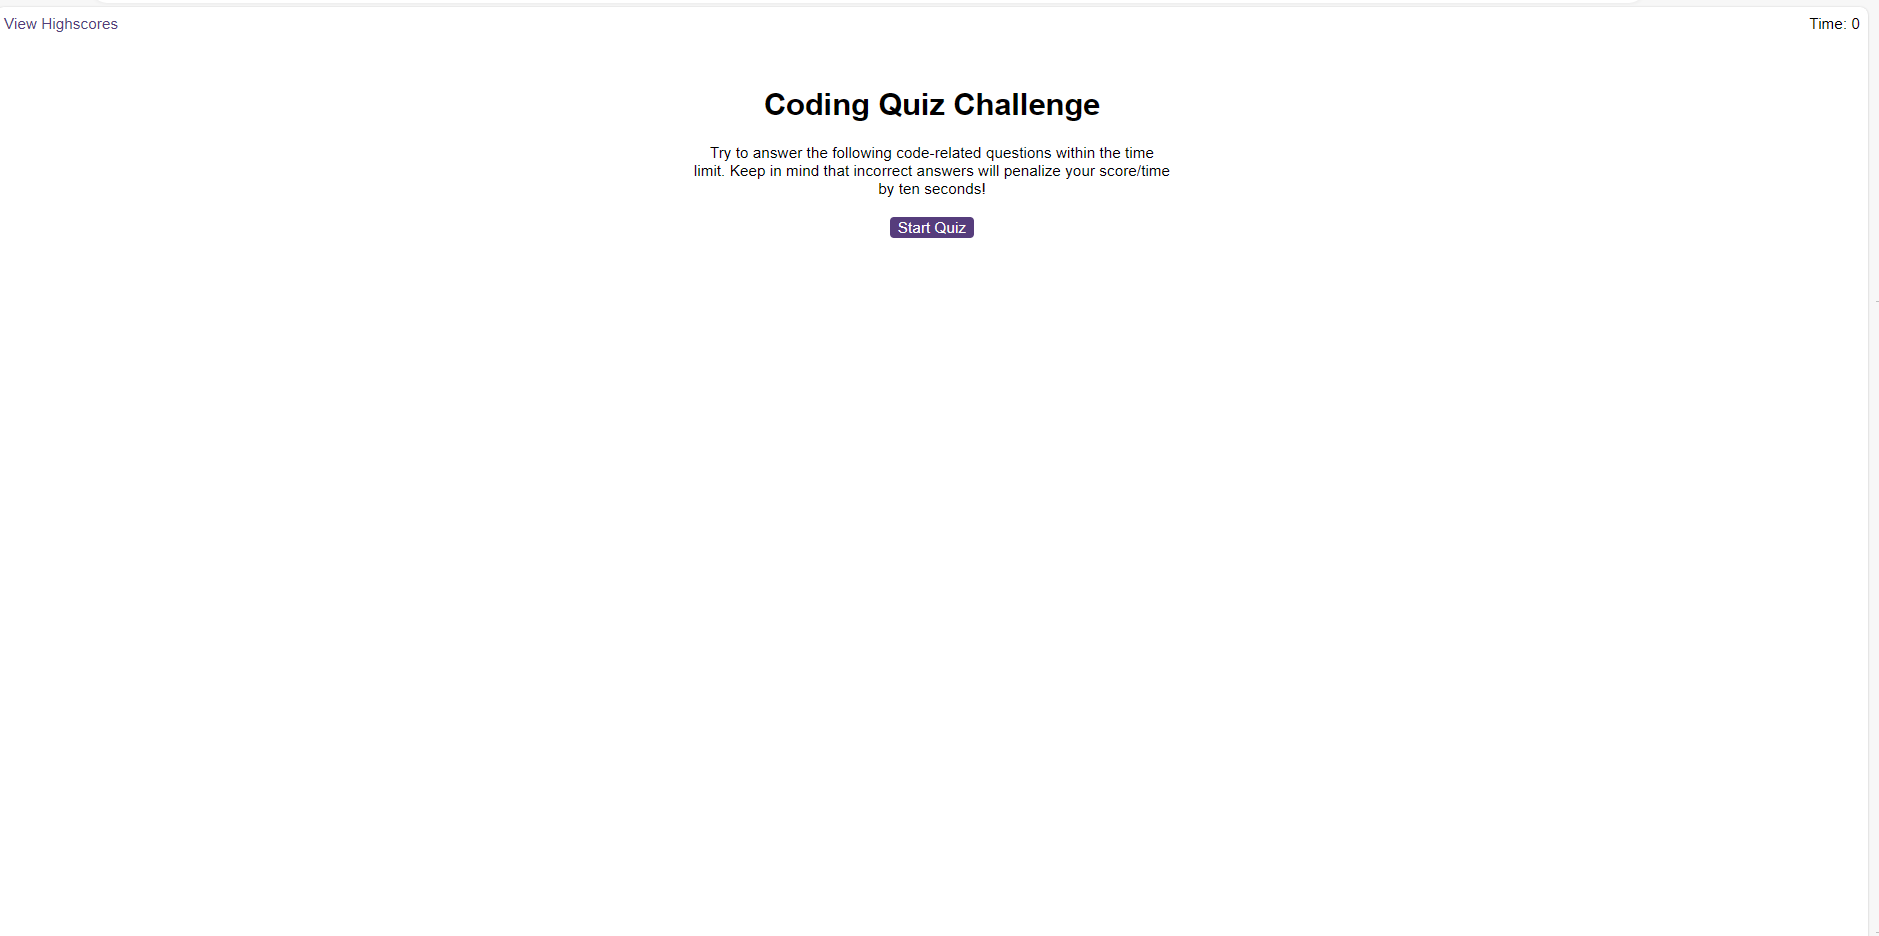 View Highscores
Time: 0
Coding Quiz Challenge
Try to answer the following code-related questions within the time
limit. Keep in mind that incorrect answers will penalize your score/time
by ten seconds!
Start Quiz